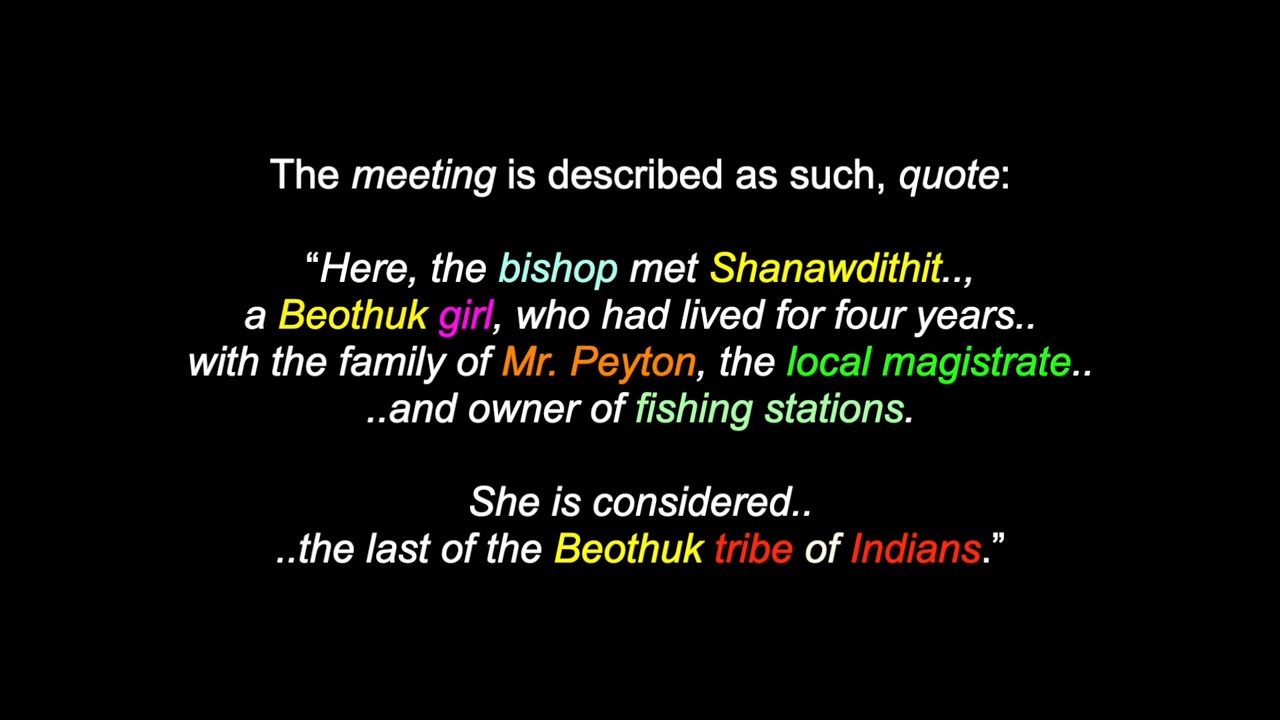 The meeting is described as such, quote:
“Here, the bishop met Shanawdithit..,
a Beothuk girl, who had lived for four years..
with the family of Mr. Peyton, the local magistrate..
..and owner of fishing stations.
She is considered..
..the last of the Beothuk tribe of Indians.”